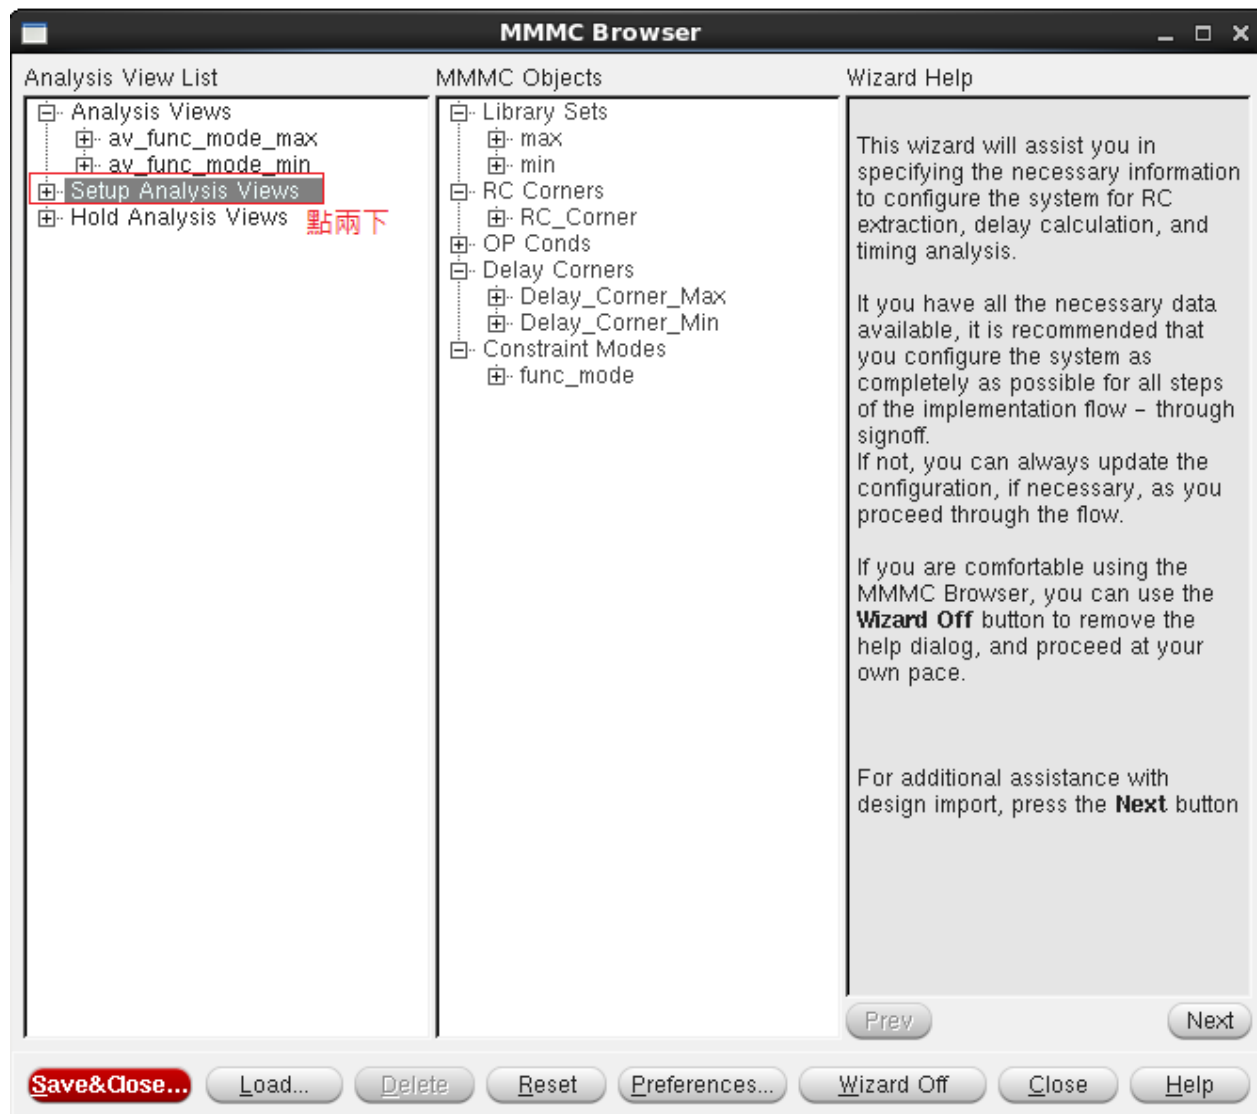 MMMC Browser
Analysis View List
Analysis Views
av_func_mode_max
av_func_mode_min
Setup Analysis Views
Hold Analysis Views
點兩下
MMMC Objects
Library Sets
max
min
RC Corners
RC_Corner
OP Conds
Delay Corners
Delay_Corner_Max
Delay_Corner_Min
Constraint Modes
func_mode
Wizard Help
This wizard will assist you in
specifying the necessary information
to configure the system for RC
extraction, delay calculation, and
timing analysis.
It you have all the necessary data
available, it is recommended that
you configure the system as
completely as possible for all steps
of the implementation flow – through
signoff.
If not, you can always update the
configuration, if necessary, as you
proceed through the flow.
If you are comfortable using the
MMMC Browser, you can use the
Wizard Off button to remove the
help dialog, and proceed at your
own pace.
For additional assistance with
design import, press the Next button
Prev
Next
Save&Close...
Load...
Delete
Reset
Preferences...
Wizard Off
Close
Help